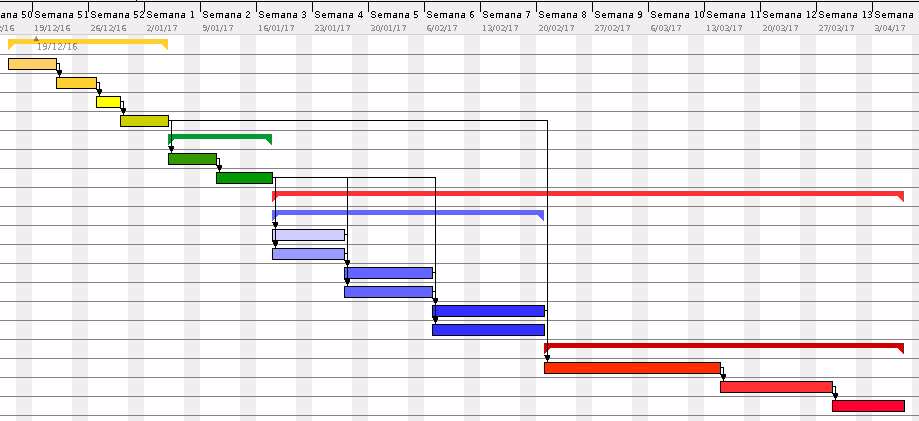 ana 50 Semana 51 Semana 52 Semana 1 Semana 2 Semana 3 Semana 4 Semana 5 Semana 6 Semana 7 Semana 8 Semana 9 Semana 10 Semana 11 Semana 12 Semana 13 Semana
/16 19/12/16 26/12/16 2/01/17 9/01/17 16/01/17 23/01/17 30/01/17 6/02/17 13/02/17 20/02/17 27/02/17 6/03/17 13/03/17 20/03/17 27/03/17 3/04/17
19/12/16